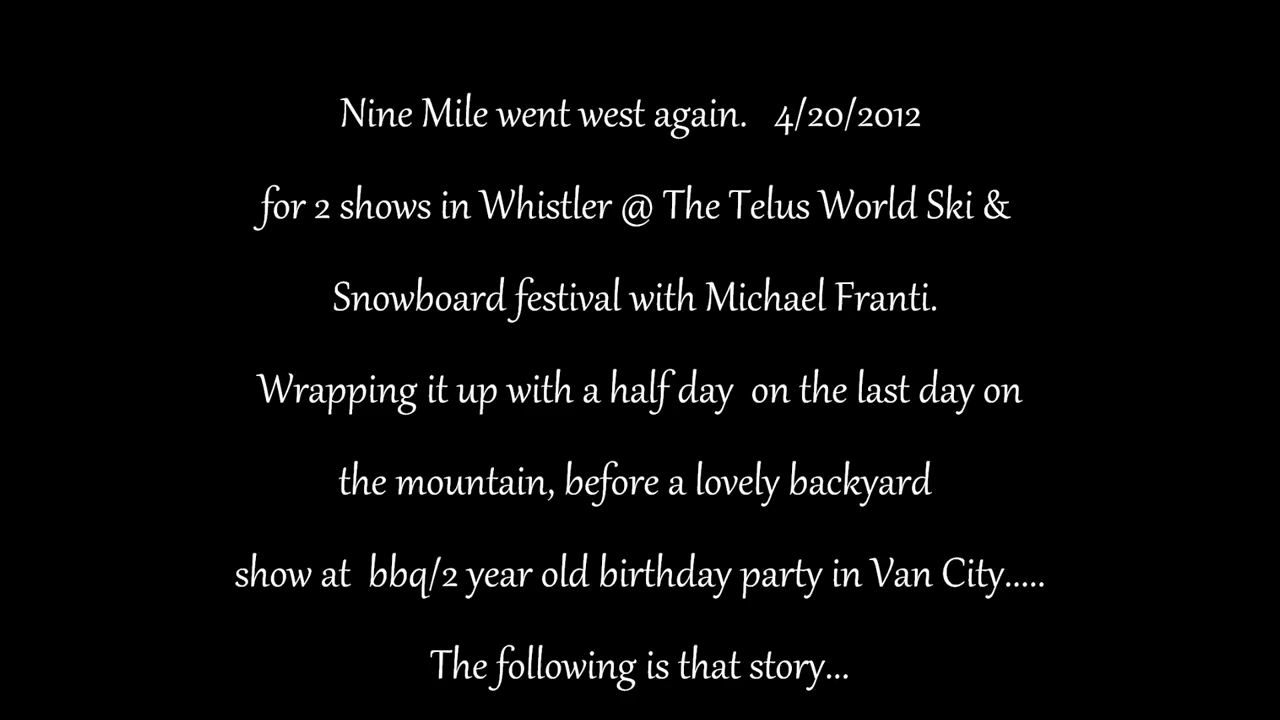 Nine Mile went west again. 4/20/2012
for 2 shows in Whistler @ The Telus World Ski &
Snowboard festival with Michael Franti.
Wrapping it up with a half day on the last day on
the mountain, before a lovely backyard
show at bbq/2 year old birthday party in Van City.....
The following is that story...